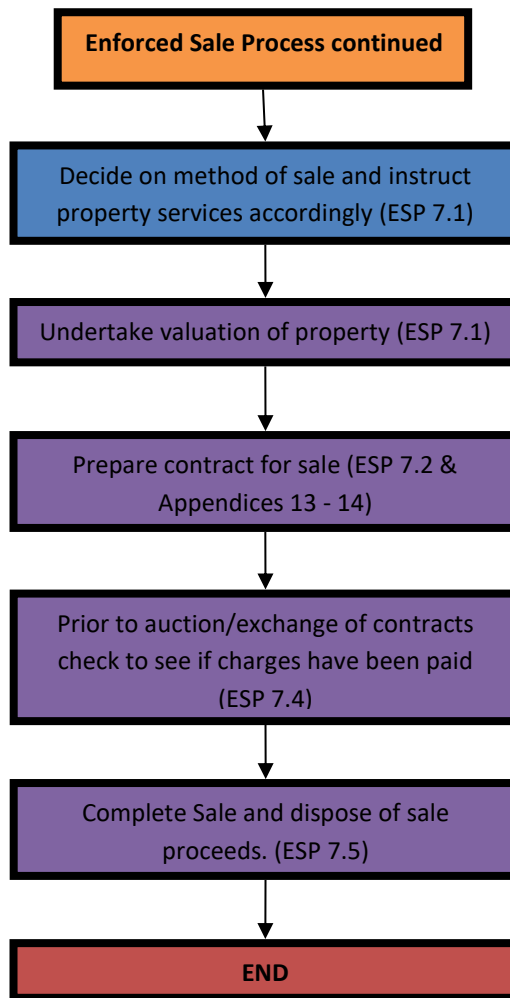 Enforced Sale Process continued
Decide on method of sale and instruct
property services accordingly (ESP 7.1)
Undertake valuation of property (ESP 7.1)
Prepare contract for sale (ESP 7.2 &
Appendices 13 - 14)
Prior to auction/exchange of contracts
check to see if charges have been paid
(ESP 7.4)
Complete Sale and dispose of sale
proceeds. (ESP 7.5)
END